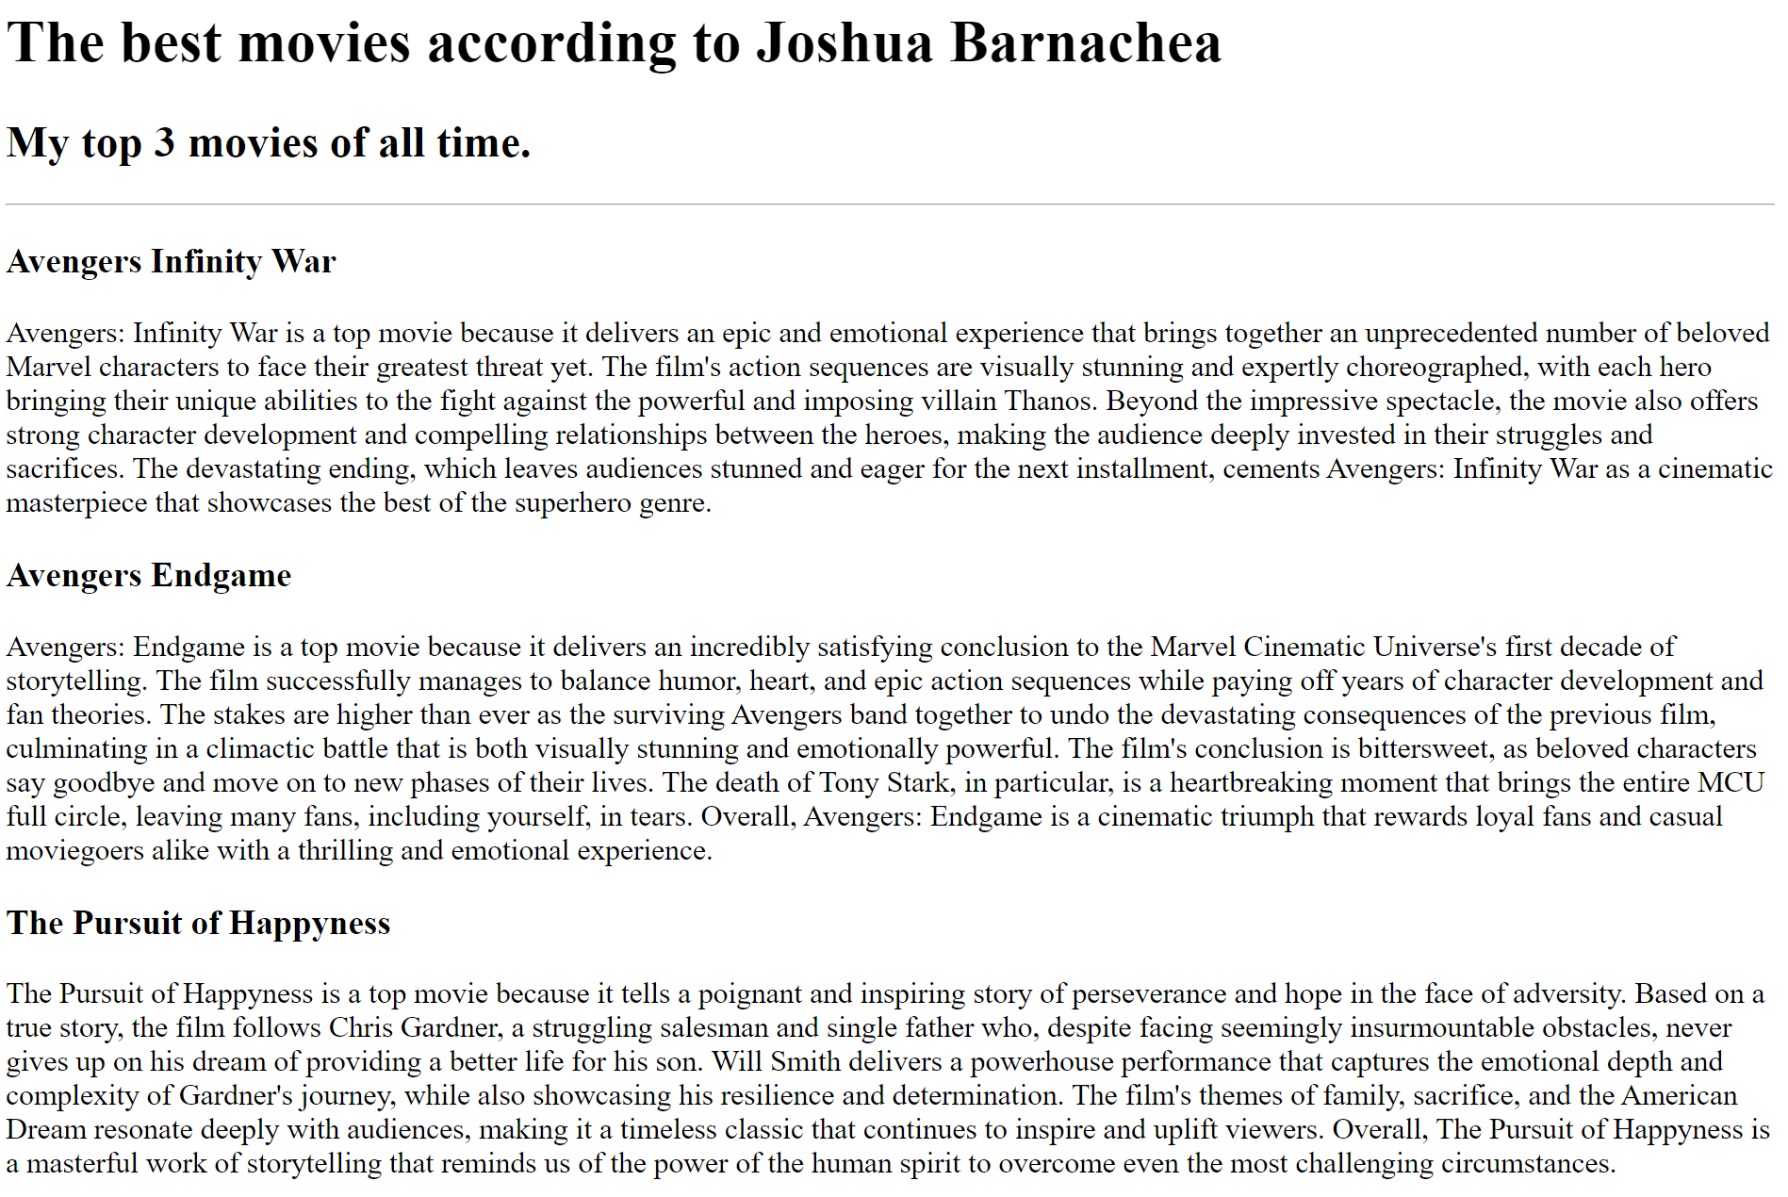 The best movies according to Joshua Barnachea
My top 3 movies of all time.
Avengers Infinity War
Avengers: Infinity War is a top movie because it delivers an epic and emotional experience that brings together an unprecedented number of beloved
Marvel characters to face their greatest threat yet. The film's action sequences are visually stunning and expertly choreographed, with each hero
bringing their unique abilities to the fight against the powerful and imposing villain Thanos. Beyond the impressive spectacle, the movie also offers
strong character development and compelling relationships between the heroes, making the audience deeply invested in their struggles and
sacrifices. The devastating ending, which leaves audiences stunned and eager for the next installment, cements Avengers: Infinity War as a cinematic
masterpiece that showcases the best of the superhero genre.
Avengers Endgame
Avengers: Endgame is a top movie because it delivers an incredibly satisfying conclusion to the Marvel Cinematic Universe's first decade of
storytelling. The film successfully manages to balance humor, heart, and epic action sequences while paying off years of character development and
fan theories. The stakes are higher than ever as the surviving Avengers band together to undo the devastating consequences of the previous film,
culminating in a climactic battle that is both visually stunning and emotionally powerful. The film's conclusion is bittersweet, as beloved characters
say goodbye and move on to new phases of their lives. The death of Tony Stark, in particular, is a heartbreaking moment that brings the entire MCU
full circle, leaving many fans, including yourself, in tears. Overall, Avengers: Endgame is a cinematic triumph that rewards loyal fans and casual
moviegoers alike with a thrilling and emotional experience.
The Pursuit of Happyness
The Pursuit of Happyness is a top movie because it tells a poignant and inspiring story of perseverance and hope in the face of adversity. Based on a
true story, the film follows Chris Gardner, a struggling salesman and single father who, despite facing seemingly insurmountable obstacles, never
gives up on his dream of providing a better life for his son. Will Smith delivers a powerhouse performance that captures the emotional depth and
complexity of Gardner's journey, while also showcasing his resilience and determination. The film's themes of family, sacrifice, and the American
Dream resonate deeply with audiences, making it a timeless classic that continues to inspire and uplift viewers. Overall, The Pursuit of Happyness is
a masterful work of storytelling that reminds us of the power of the human spirit to overcome even the most challenging circumstances.